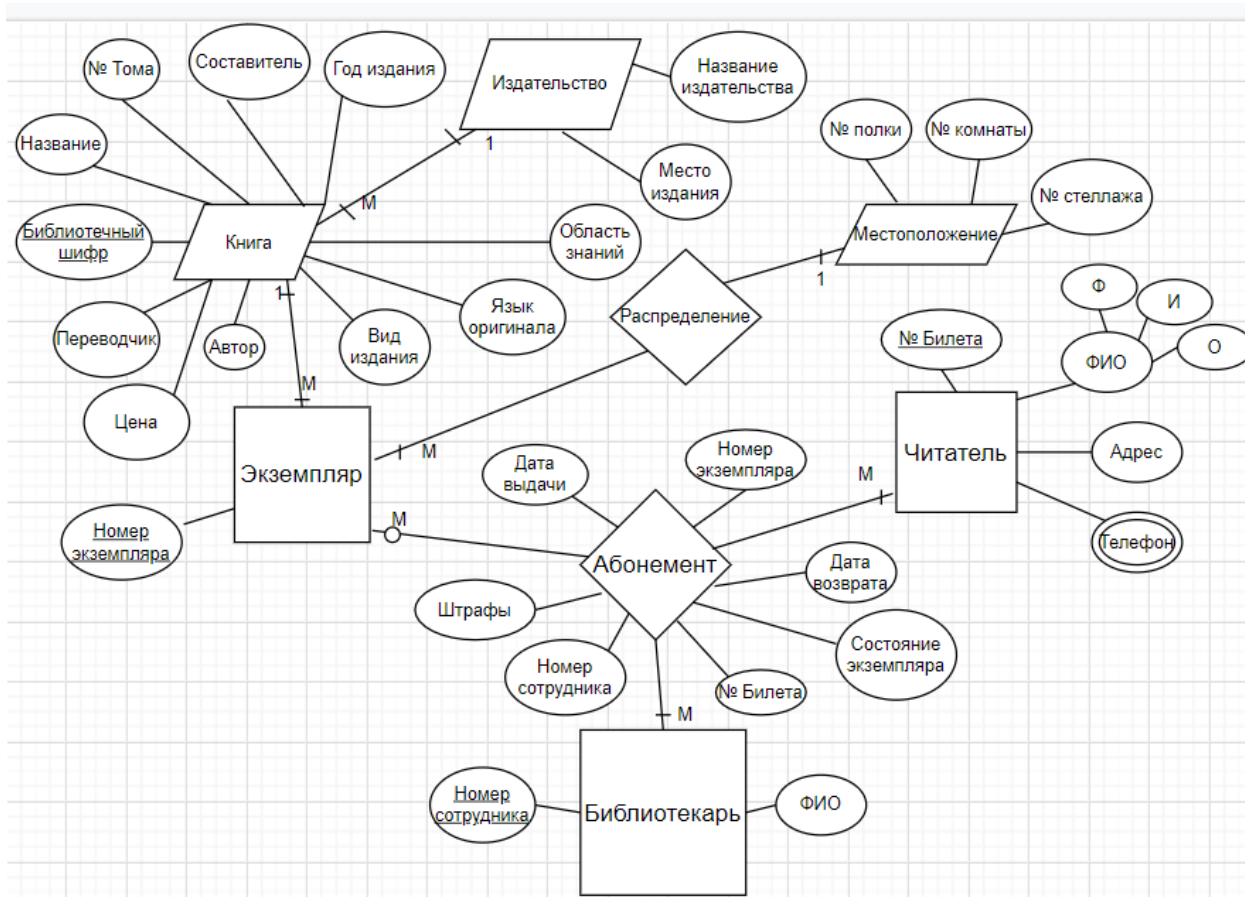 № Тома
Составитель
Год издания
Издательство
Название
издательства
Название
1
Место
издания
№ полки
№ комнаты
№ стеллажа
М
Библиотечный
шифр
Книга
Область
знаний
Местоположение
1
1
Распределение
Переводчик
Автор
Вид
издания
Язык
оригинала
Ф
И
О
ФИО
№ Билета
М
Цена
Экземпляр
М
Дата
выдачи
Номер
экземпляра
М
Читатель
Адрес
Номер
экземпляра
М
Абонемент
Телефон
Дата
возврата
Штрафы
Состояние
экземпляра
Номер
сотрудника
№ Билета
М
Номер
сотрудника
Библиотекарь
ФИО